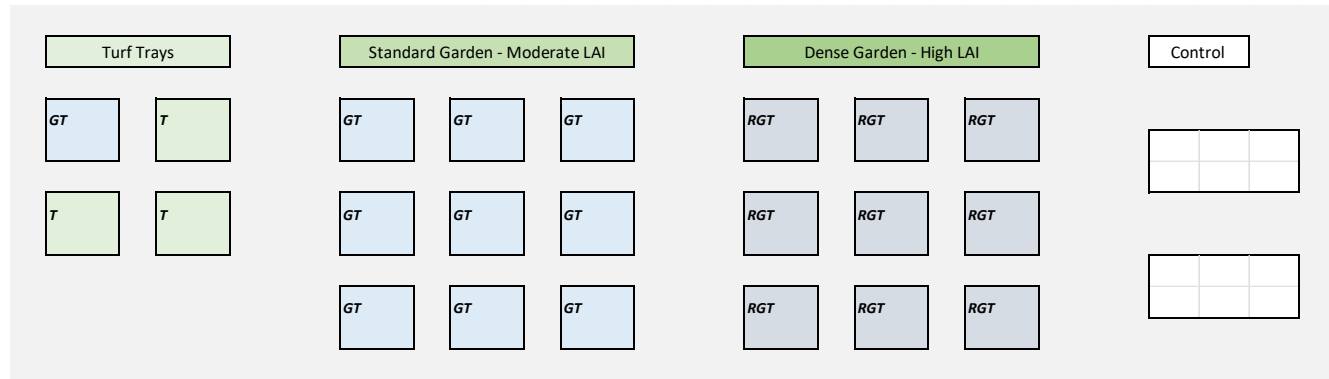 Turf Trays
Standard Garden - Moderate LAI
Dense Garden - High LAI
Control
GT T GT GT GT RGT RGT RGT
T T GT GT GT RGT RGT RGT
GT GT GT RGT RGT RGT